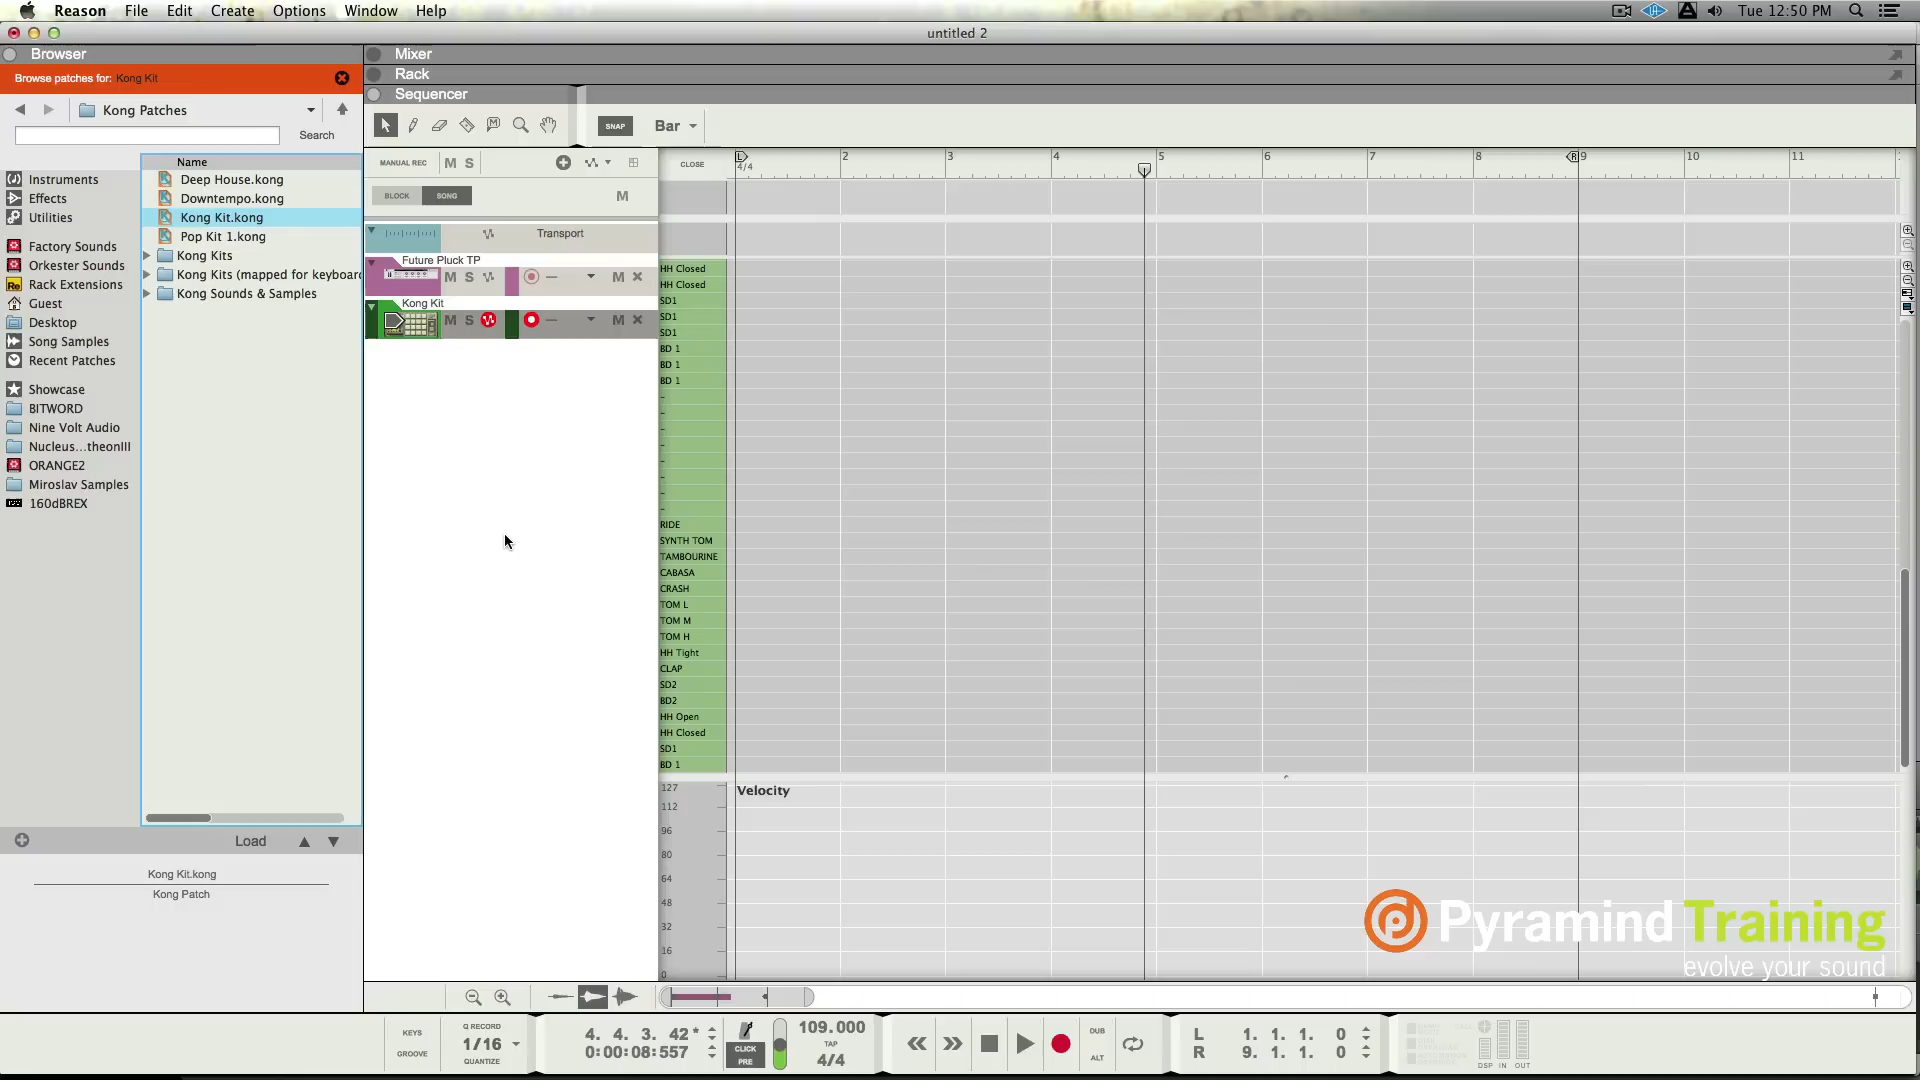 Reason File Edit Create Options Window Help
Tue 12:50 PM
untitled 2
Browser
Mixer
Browse patches for: Kong Kit
Rack
Sequencer
Kong Patches
SNAP
Bar
Search
Name
Instruments
Effects
Utilities
Factory Sounds
Orkester Sounds
Rack Extensions
Guest
Desktop
Song Samples
Recent Patches
Showcase
BITWORD
Nine Volt Audio
Nucleus...theonIII
ORANGE2
Miroslav Samples
160dBREX
Deep House.kong
Downtempo.kong
Kong Kit.kong
Pop Kit 1.kong
Kong Kits
Kong Kits (mapped for keyboar
Kong Sounds & Samples
Load
Kong Kit.kong
Kong Patch
MANUAL REC M S
CLOSE
L
4/4
2 3 4 5 6 7 8 R 9 10 11
BLOCK SONG M
Transport
Future Pluck TP
M S M
Kong Kit
M S M
HH Closed
HH Closed
SD1
SD1
SD1
BD 1
BD 1
BD 1
-
-
-
-
-
-
-
-
RIDE
SYNTH TOM
TAMBOURINE
CABASA
CRASH
TOM L
TOM M
TOM H
HH Tight
CLAP
SD2
BD2
HH Open
HH Closed
SD1
BD 1
Velocity
127
112
96
80
64
48
32
16
0
Pyramind Training
evolve your sound
KEYS
GROOVE
Q RECORD
1/16
QUANTIZE
4. 4. 3. 42*
0:00:08:557
CLICK
PRE
109.000
TAP
4/4
DUB
ALT
L 1. 1. 1. 0
R 9. 1. 1. 0
DSP IN OUT